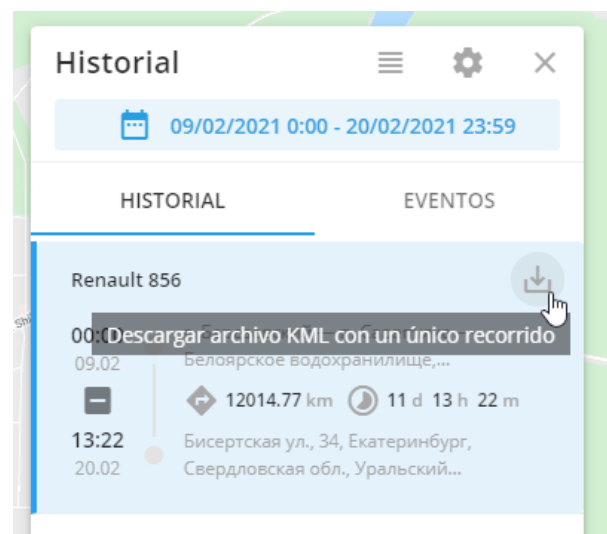 Historial
09/02/2021 0:00 - 20/02/2021 23:59
HISTORIAL
EVENTOS
Renault 856
Descargar archivo KML con un único recorrido
09.02
Белоярское водохранилище,...
12014.77 km 11 d 13 h 22 m
13:22
Бисертская ул., 34, Екатеринбург,
20.02
Свердловская обл., Уральский...